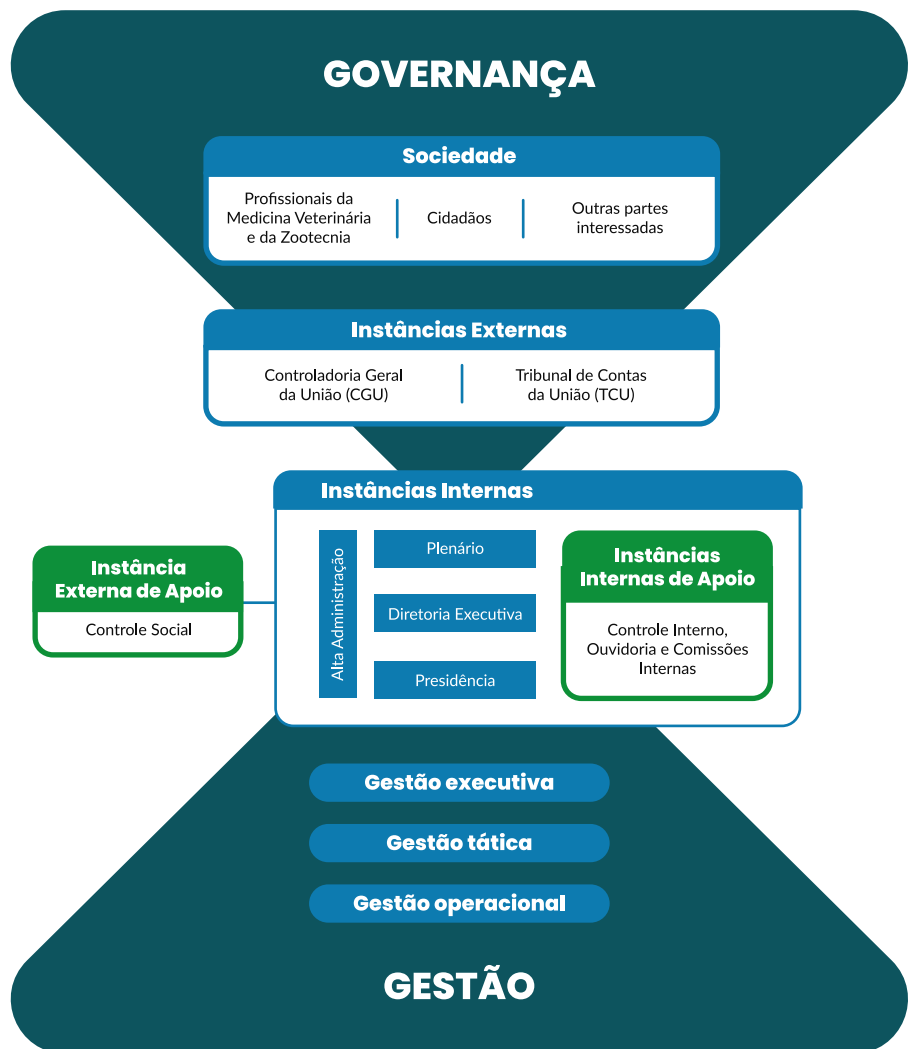 GOVERNANÇA
Sociedade
Profissionais da
Medicina Veterinária
e da Zootecnia
Cidadãos
Outras partes
interessadas
Instâncias Externas
Controladoria Geral
da União (CGU)
Tribunal de Contas
da União (TCU)
Instâncias Internas
Instância
Externa de Apoio
Controle Social
Alta Administração
Plenário
Diretoria Executiva
Presidência
Instâncias
Internas de Apoio
Controle Interno,
Ouvidoria e Comissões
Internas
Gestão executiva
Gestão tática
Gestão operacional
GESTÃO